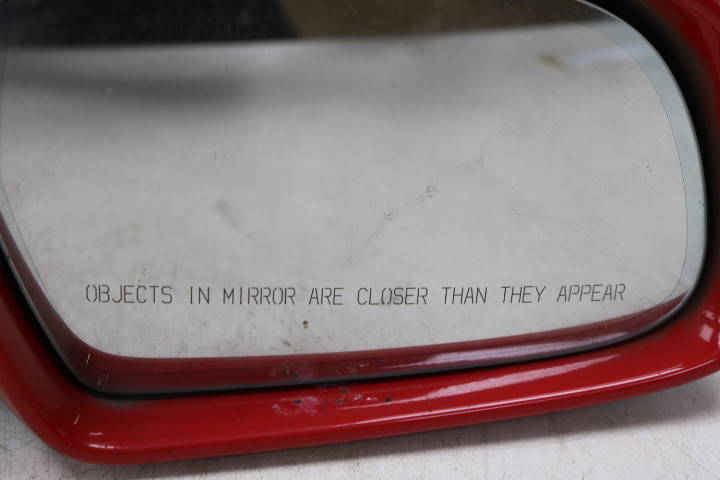 OBJECTS IN MIRROR ARE CLOSER THAN THEY APPEAR